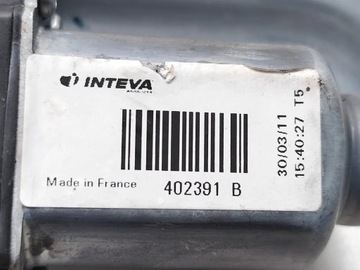 INTEVA
Made in France
402391 B
30/03/11
15:40:27 T5